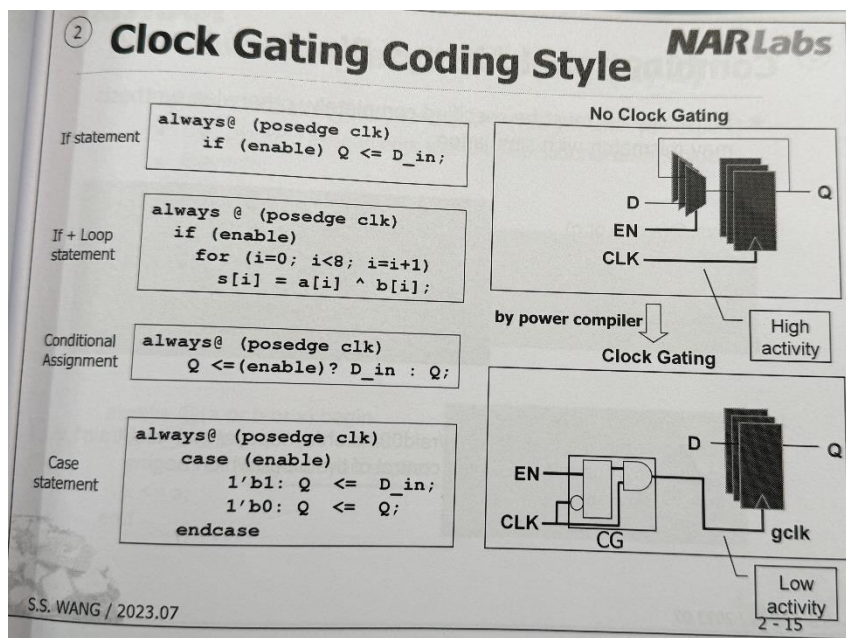 2
Clock Gating Coding Style
NARLabs
If statement
always@ (posedge clk)
if (enable) Q <= D_in;
If + Loop
statement
always @ (posedge clk)
if (enable)
for (i=0; i<8; i=i+1)
s[i] = a[i] ^ b[i];
Conditional
Assignment
always@ (posedge clk)
Q <=(enable)? D_in : Q;
Case
statement
always@ (posedge clk)
case (enable)
1'b1: Q <= D_in;
1'b0: Q <= Q;
endcase
No Clock Gating
D
EN
CLK
Q
High
activity
by power compiler
Clock Gating
D
Q
EN
CLK
CG
gclk
Low
activity
S.S. WANG / 2023.07
2 - 15